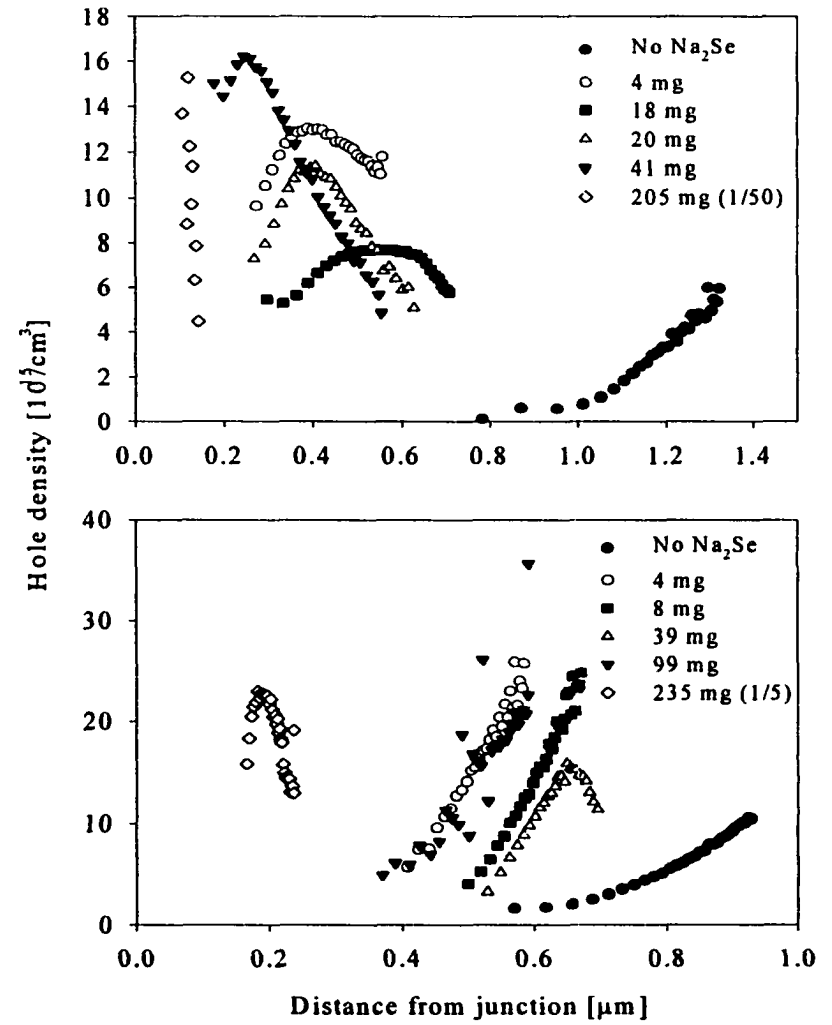 18
16
14
12
10
8
6
4
2
0
0.0 0.2 0.4 0.6 0.8 1.0 1.2 1.4
No Na₂Se
4 mg
18 mg
20 mg
41 mg
205 mg (1/50)
Hole density [10¹⁵/cm³]
40
30
20
10
0
0.0 0.2 0.4 0.6 0.8 1.0
No Na₂Se
4 mg
8 mg
39 mg
99 mg
235 mg (1/5)
Distance from junction [μm]